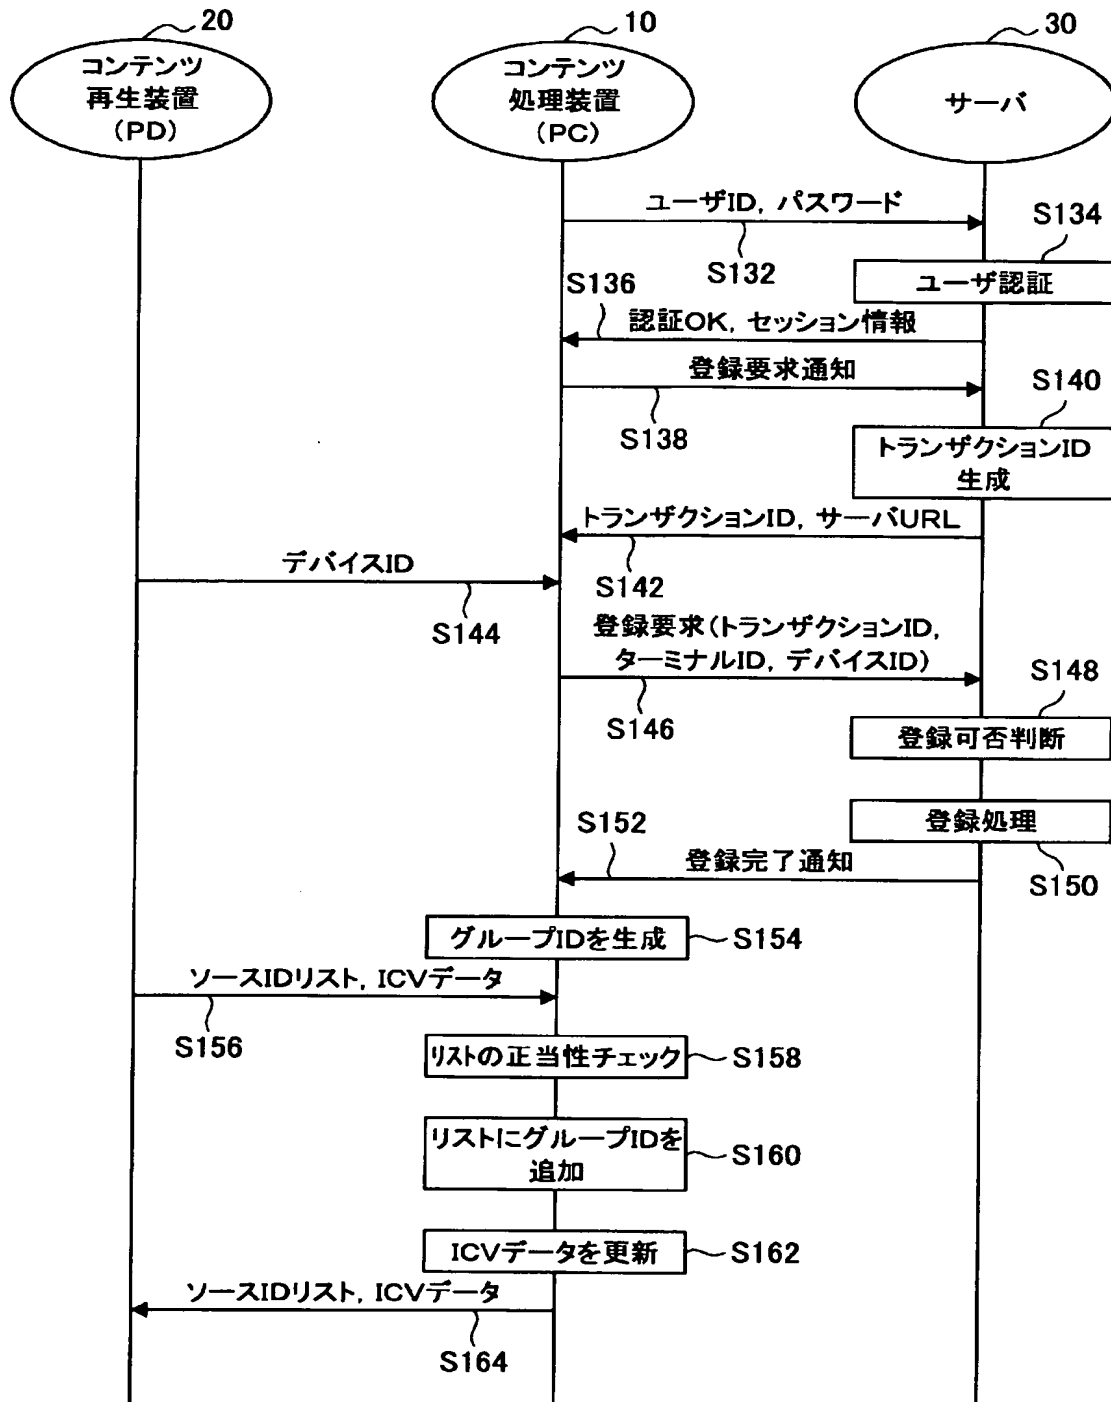 20
10
30
コンテンツ
再生装置
(PD)
コンテンツ
処理装置
(PC)
サーバ
ユーザID, パスワード
S132
S134
ユーザ認証
S136
認証OK, セッション情報
登録要求通知
S138
S140
トランザクションID
生成
トランザクションID, サーバURL
S142
デバイスID
S144
登録要求(トランザクションID,
ターミナルID, デバイスID)
S146
S148
登録可否判断
登録処理
S150
S152
登録完了通知
グループIDを生成
S154
ソースIDリスト, ICVデータ
S156
リストの正当性チェック
S158
リストにグループIDを
追加
S160
ICVデータを更新
S162
ソースIDリスト, ICVデータ
S164